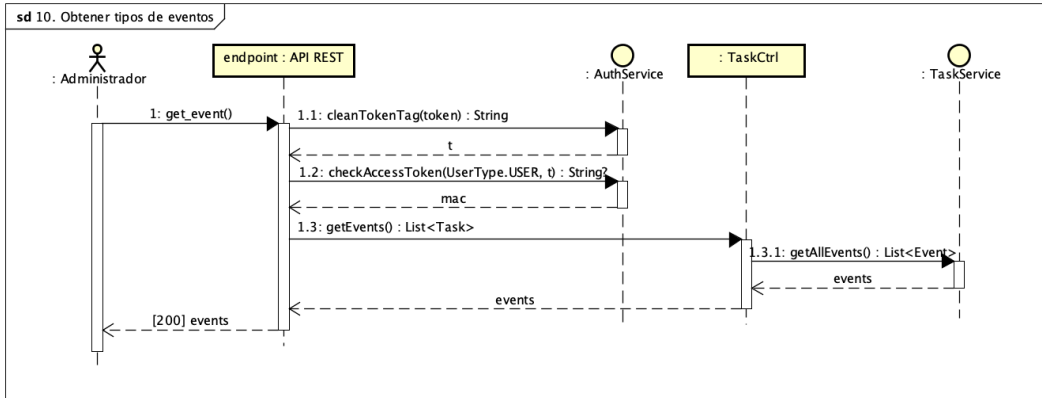 sd 10. Obtener tipos de eventos
: Administrador
endpoint : API REST
: AuthService
: TaskCtrl
: TaskService
1: get_event()
1.1: cleanTokenTag(token) : String
t
1.2: checkAccessToken(UserType.USER, t) : String?
mac
1.3: getEvents() : List<Task>
1.3.1: getAllEvents() : List<Event>
events
events
[200] events